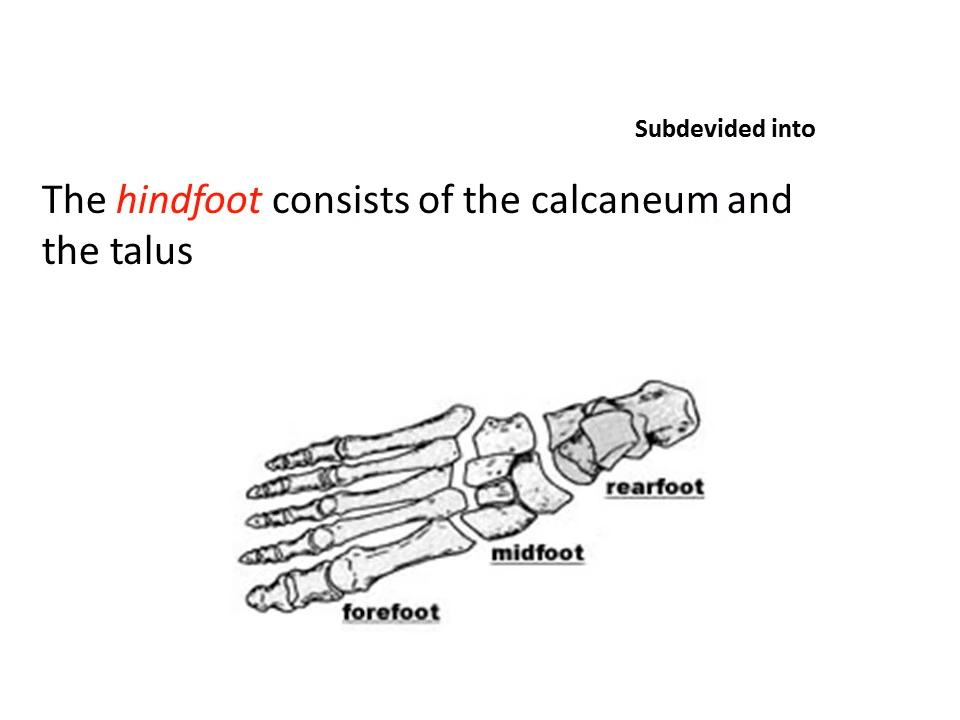 Subdevided into
The hindfoot consists of the calcaneum and
the talus
rearfoot
midfoot
forefoot